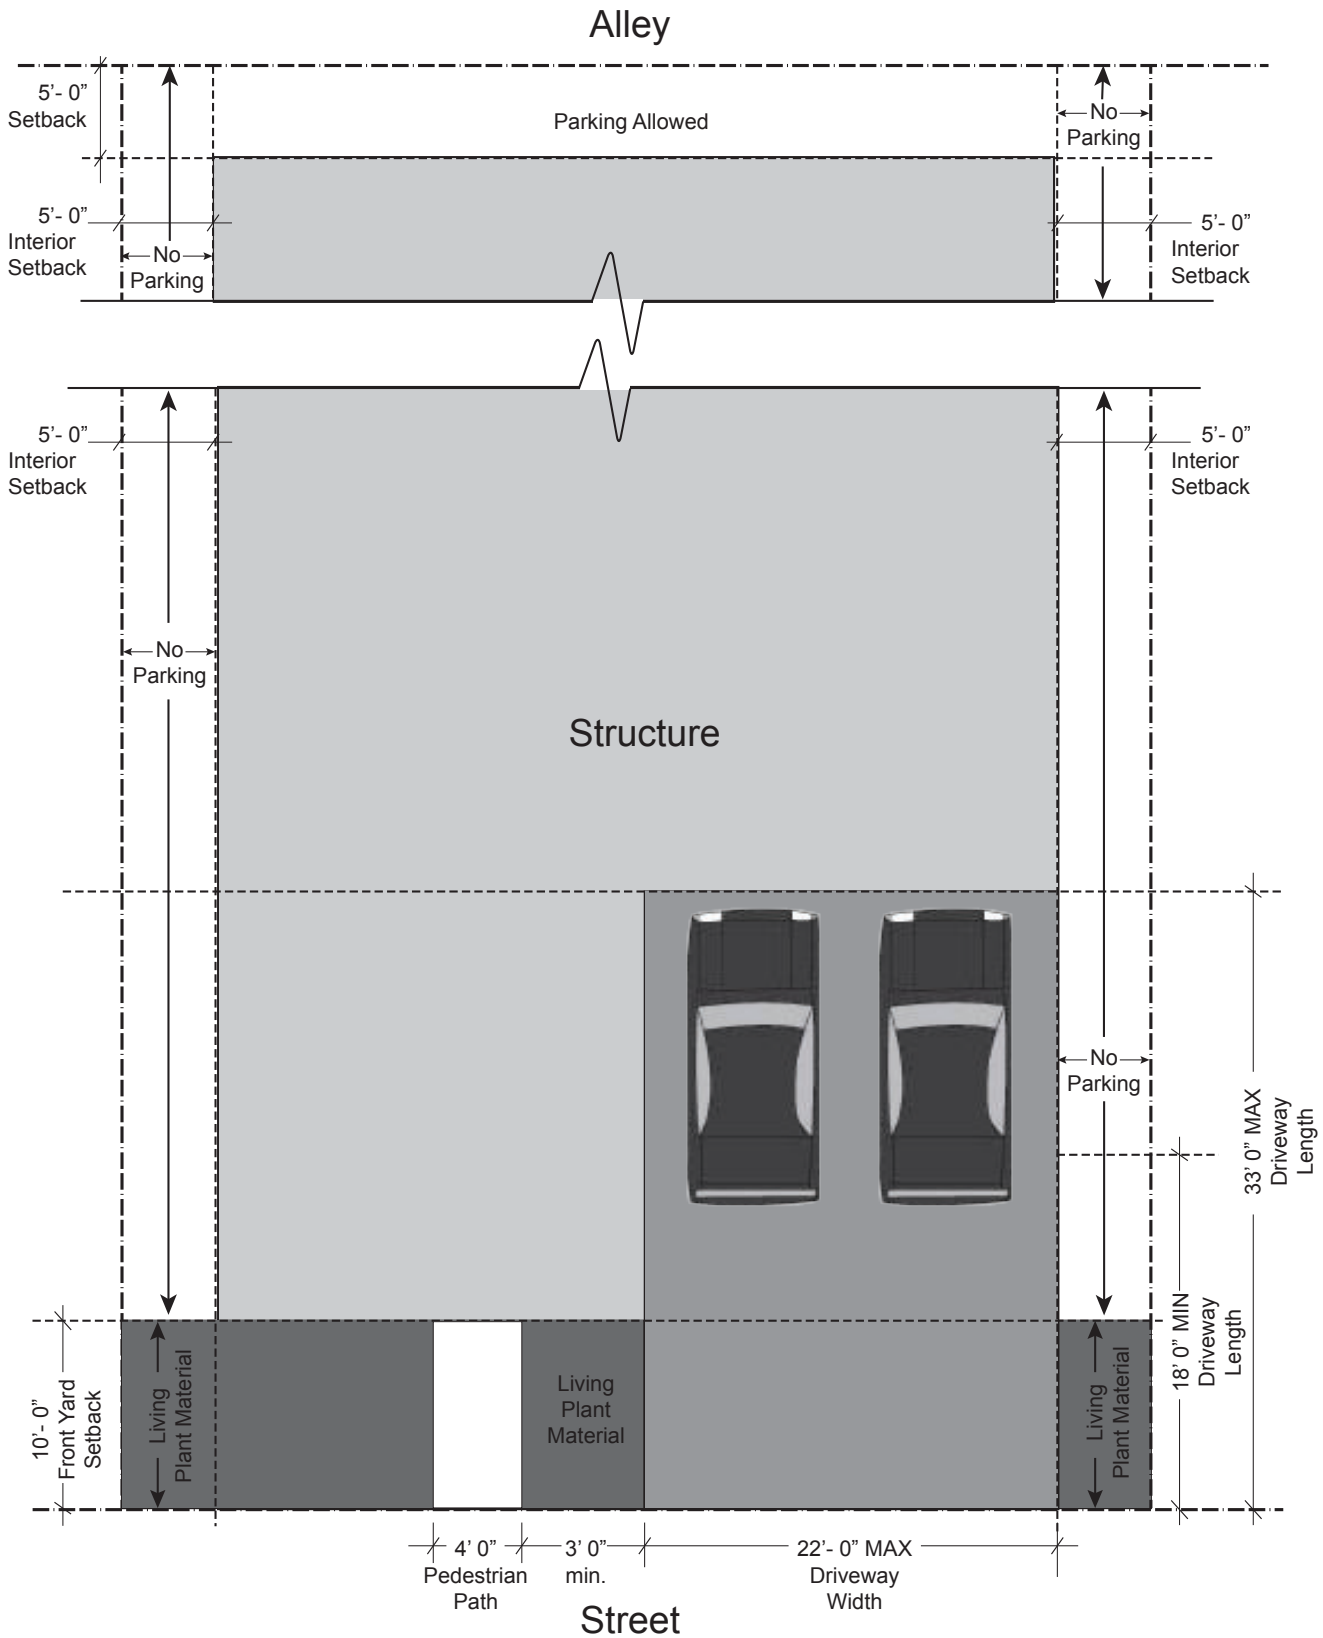 Alley
5’- 0”
Setback
Parking Allowed
No
Parking
5’- 0”
Interior
Setback
No
Parking
5’- 0”
Interior
Setback
5’- 0”
Interior
Setback
5’- 0”
Interior
Setback
No
Parking
Structure
No
Parking
33’ 0” MAX
Driveway
Length
18’ 0” MIN
Driveway
Length
10’- 0”
Front Yard
Setback
Living
Plant Material
Living
Plant
Material
Living
Plant Material
4’ 0”
Pedestrian
Path
3’ 0”
min.
22’- 0” MAX
Driveway
Width
Street